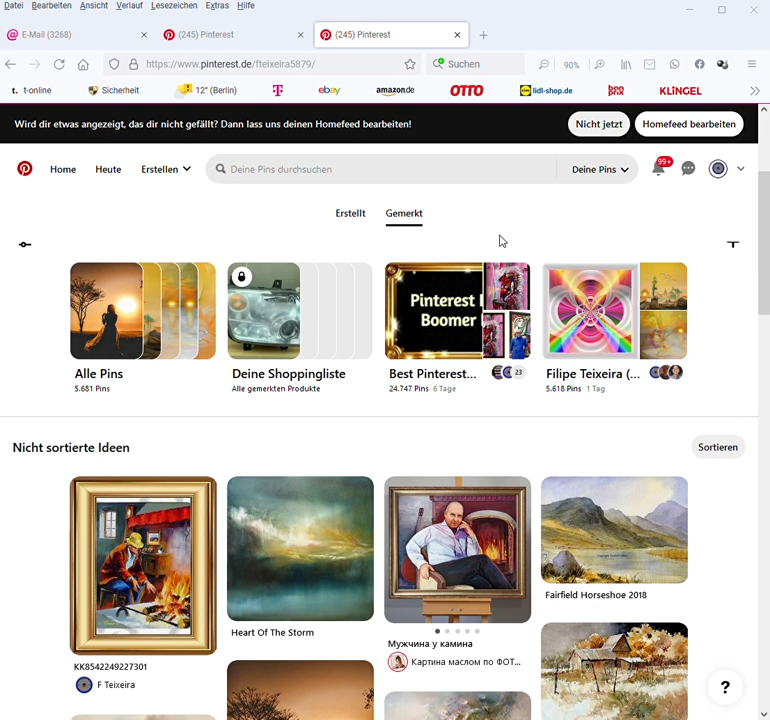 Datei Bearbeiten Ansicht Verlauf Lesezeichen Extras Hilfe
E-Mail (3268)
(245) Pinterest
(245) Pinterest
https://www.pinterest.de/fteixeira5879/
Suchen
90%
t. t-online
Sicherheit
12° (Berlin)
T
ebay
amazon.de
OTTO
lidl-shop.de
bon prix
KLiNGEL
Wird dir etwas angezeigt, das dir nicht gefällt? Dann lass uns deinen Homefeed bearbeiten!
Nicht jetzt
Homefeed bearbeiten
Home
Heute
Erstellen
Deine Pins durchsuchen
Deine Pins
99+
Erstellt
Gemerkt
Pinterest
Boomer
Alle Pins
5.681 Pins
Deine Shoppingliste
Alle gemerkten Produkte
Best Pinterest...
23
24.747 Pins 6 Tage
Filipe Teixeira (...
5.618 Pins 1 Tag
Nicht sortierte Ideen
Sortieren
KK8542249227301
F Teixeira
Heart Of The Storm
Мужчина у камина
Картина маслом по ФОТ...
Fairfield Horseshoe 2018
?